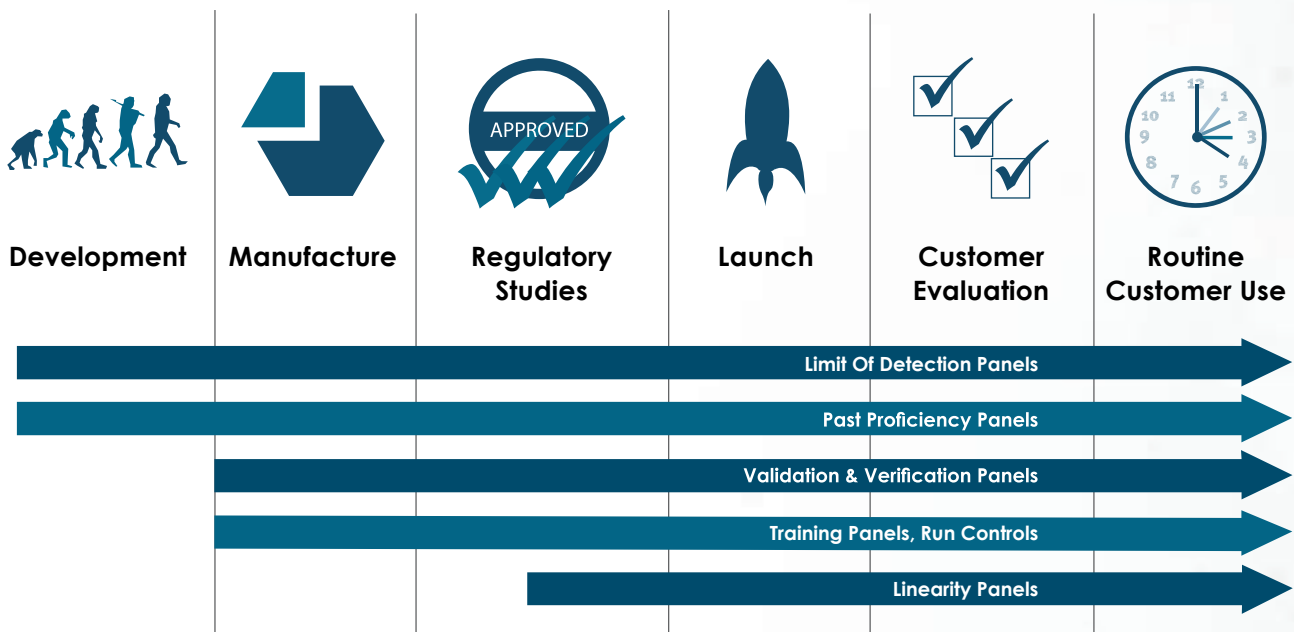 APPROVED
12
1
2
3
4
5
6
7
8
9
10
11
Development
Manufacture
Regulatory
Studies
Launch
Customer
Evaluation
Routine
Customer Use
Limit Of Detection Panels
Past Proficiency Panels
Validation & Verification Panels
Training Panels, Run Controls
Linearity Panels